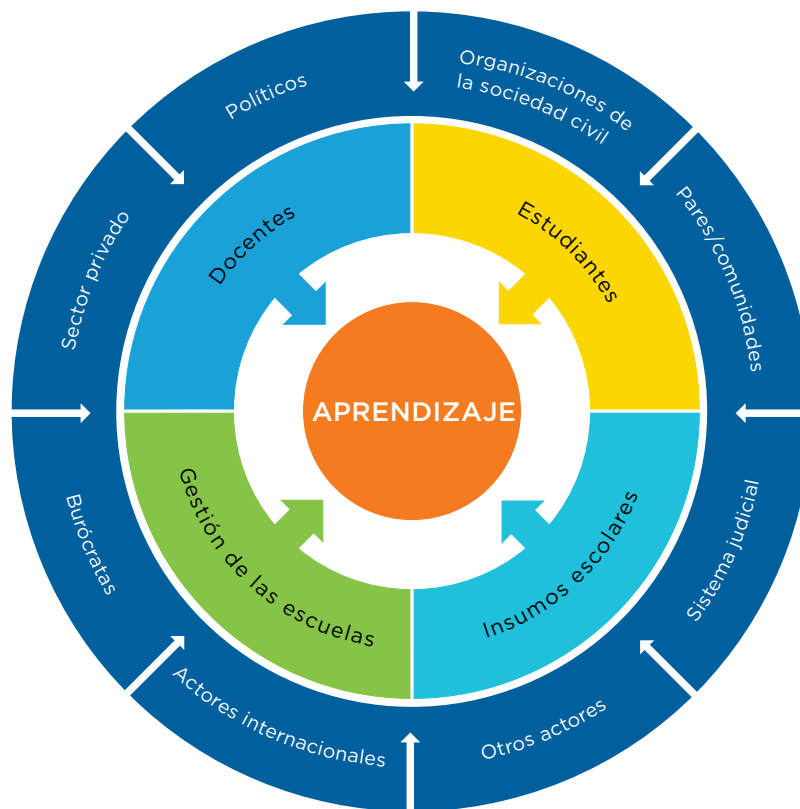 Políticos
Organizaciones de
la sociedad civil
Pares/comunidades
Sistema judicial
Otros actores
Actores internacionales
Burócratas
Sector privado
Docentes
Estudiantes
Insumos escolares
Gestión de las escuelas
APRENDIZAJE